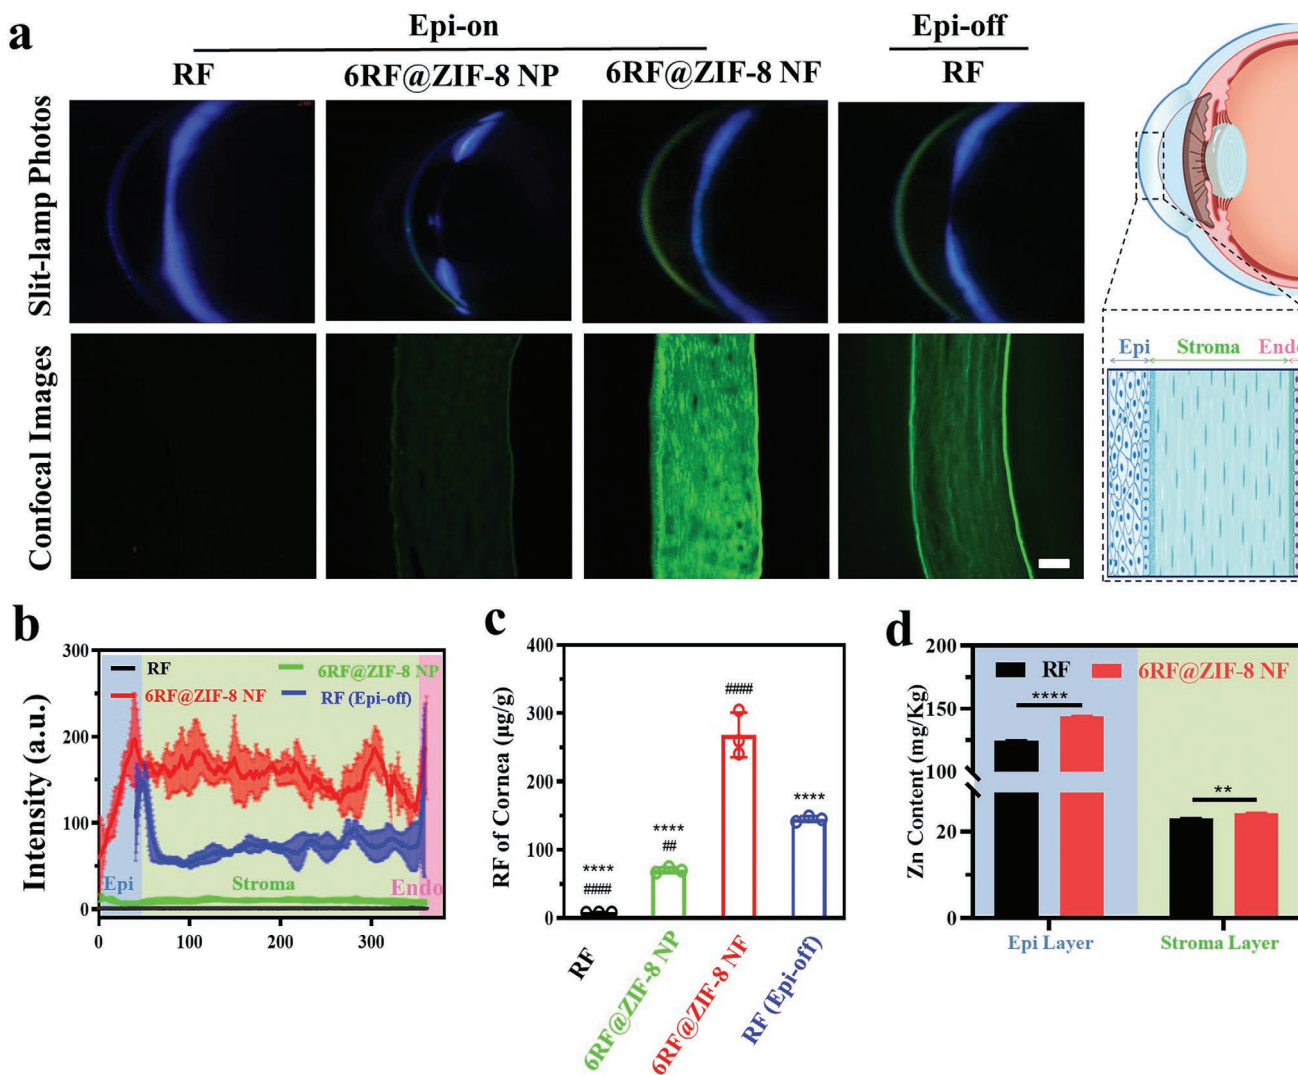 a
Epi-on
Epi-off
RF
6RF@ZIF-8 NP
6RF@ZIF-8 NF
RF
Slit-lamp Photos
Confocal Images
Epi
Stroma
Endo
b
Intensity (a.u.)
300
250
200
150
100
50
0
0
100
200
300
RF
6RF@ZIF-8 NP
6RF@ZIF-8 NF
RF (Epi-off)
Epi
Stroma
Endo
c
RF of Cornea (μg/g)
400
300
200
100
0
****
####
****
##
####
****
RF
6RF@ZIF-8 NP
6RF@ZIF-8 NF
RF (Epi-off)
d
Zn Content (mg/Kg)
200
150
100
20
0
RF
6RF@ZIF-8 NF
****
**
Epi Layer
Stroma Layer